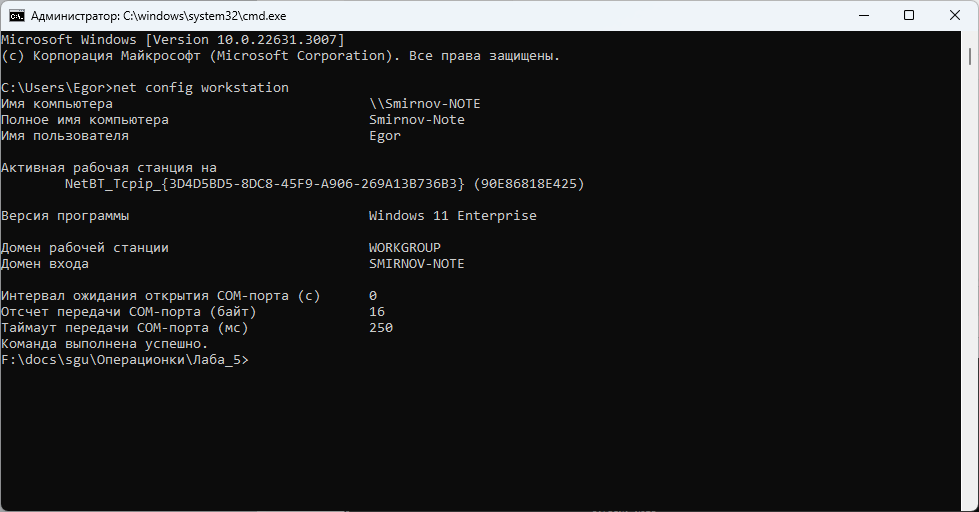 Администратор: C:\windows\system32\cmd.exe
Microsoft Windows [Version 10.0.22631.3007]
(c) Корпорация Майкрософт (Microsoft Corporation). Все права защищены.
C:\Users\Egor>net config workstation
Имя компьютера \\Smirnov-NOTE
Полное имя компьютера Smirnov-Note
Имя пользователя Egor
Активная рабочая станция на
NetBT_Tcpip_{3D4D5BD5-8DC8-45F9-A906-269A13B736B3} (90E86818E425)
Версия программы Windows 11 Enterprise
Домен рабочей станции WORKGROUP
Домен входа SMIRNOV-NOTE
Интервал ожидания открытия COM-порта (с) 0
Отсчет передачи COM-порта (байт) 16
Таймаут передачи COM-порта (мс) 250
Команда выполнена успешно.
F:\docs\sgu\Операционки\Лаба_5>